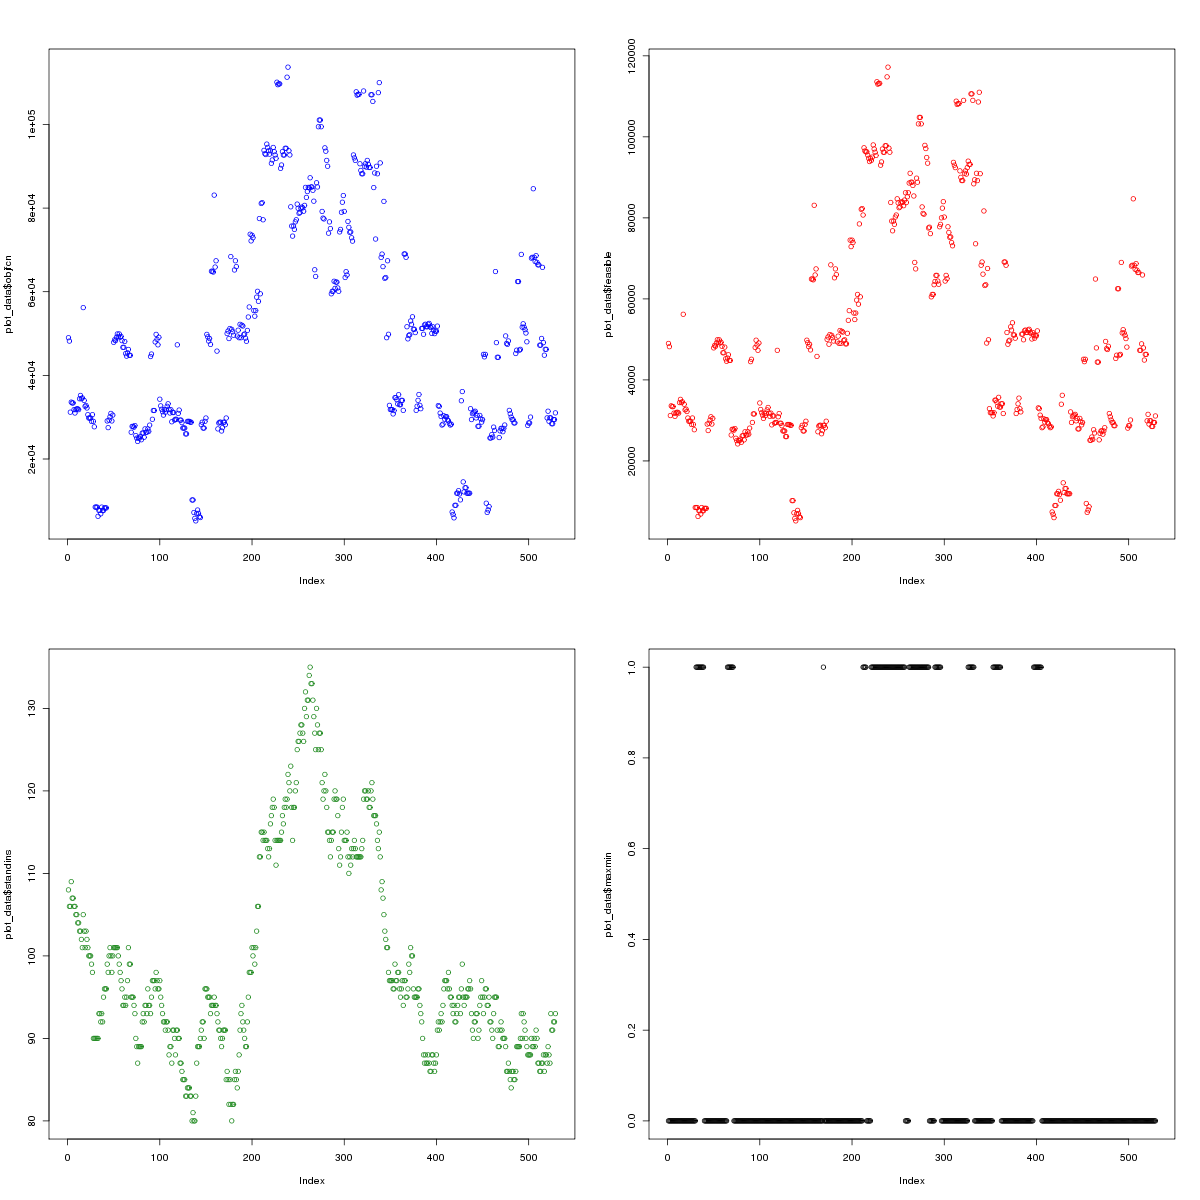 plot_data$objfcn
1e+05
8e+04
6e+04
4e+04
2e+04
0 100 200 300 400 500
Index
plot_data$feasible
120000
100000
80000
60000
40000
20000
0 100 200 300 400 500
Index
plot_data$standins
130
120
110
100
90
80
0 100 200 300 400 500
Index
plot_data$maxmin
1.0
0.8
0.6
0.4
0.2
0.0
0 100 200 300 400 500
Index